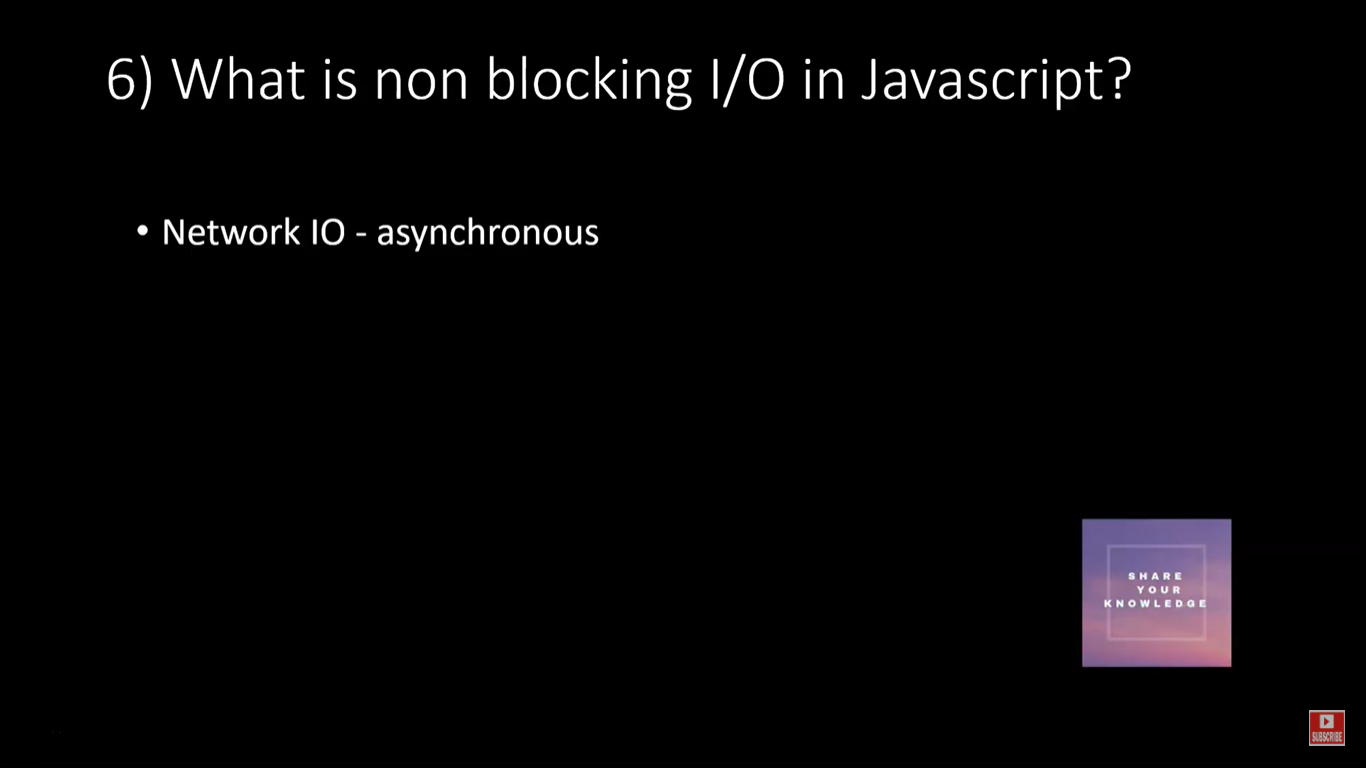 6) What is non blocking I/O in Javascript?
• Network IO - asynchronous
SHARE
YOUR
KNOWLEDGE
SUBSCRIBE